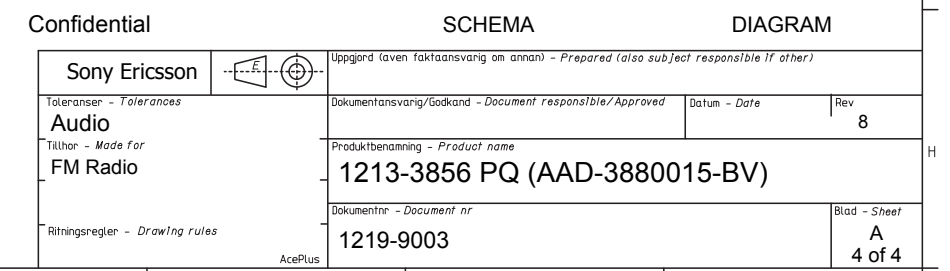 Confidential SCHEMA DIAGRAM
Sony Ericsson E Uppgjord (aven faktaansvarig om annan) - Prepared (also subject responsible if other)
Toleranser - Tolerances Dokumentansvarig/Godkand - Document responsible/Approved Datum - Date Rev
Audio 8
Tillhor - Made for Produktbenamning - Product name H
FM Radio 1213-3856 PQ (AAD-3880015-BV)
Dokumentnr - Document nr Blad - Sheet
Ritningsregler - Drawing rules 1219-9003 A
AcePlus 4 of 4